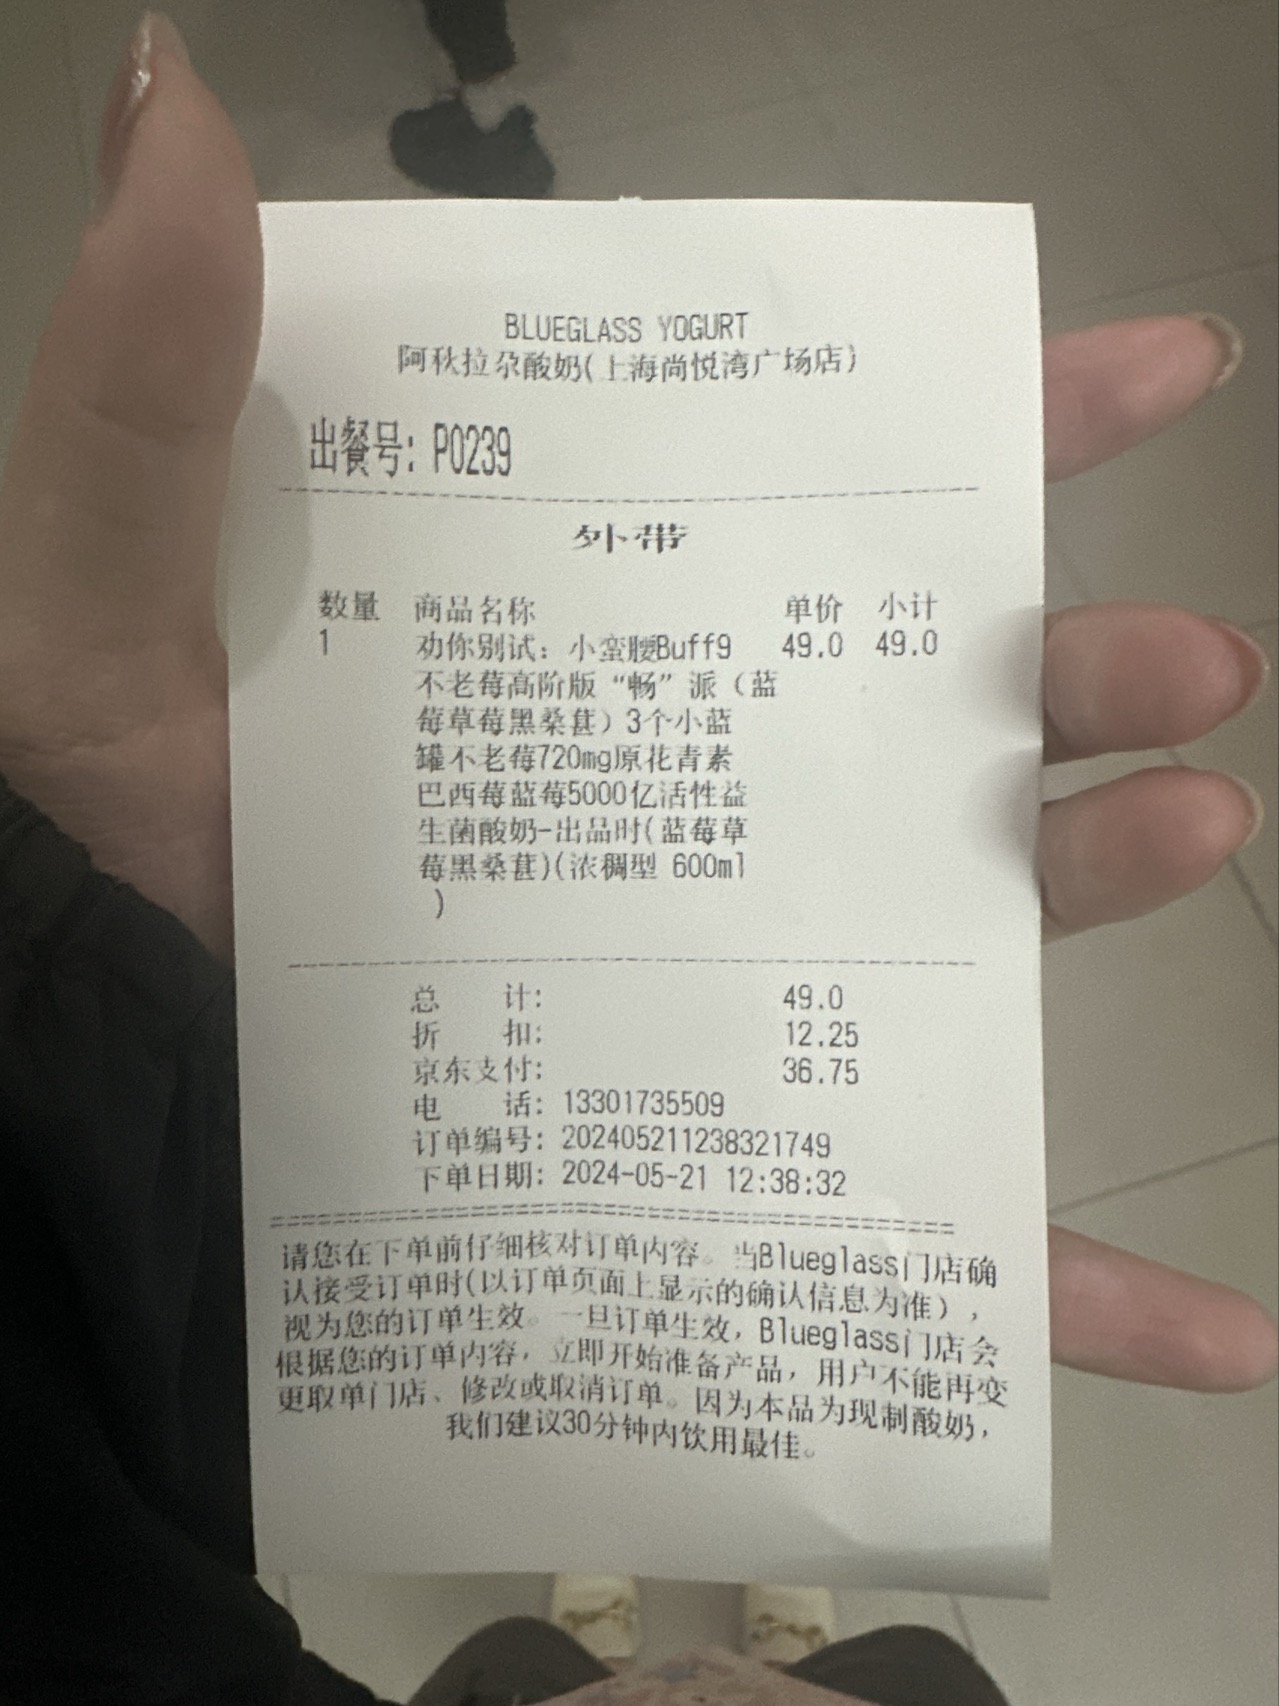 BLUEGLASS YOGURT
阿秋拉尕酸奶(上海尚悦湾广场店)
出餐号: P0239
外带
数量 商品名称 单价 小计
1 劝你别试：小蛮腰Buff9 49.0 49.0
不老莓高阶版“畅”派（蓝
莓草莓黑桑葚）3个小蓝
罐不老莓720mg原花青素
巴西莓蓝莓5000亿活性益
生菌酸奶-出品时(蓝莓草
莓黑桑葚)(浓稠型 600ml
)
总 计: 49.0
折 扣: 12.25
京东支付: 36.75
电 话: 13301735509
订单编号: 202405211238321749
下单日期: 2024-05-21 12:38:32
请您在下单前仔细核对订单内容。当Blueglass门店确
认接受订单时(以订单页面上显示的确认信息为准)，
视为您的订单生效。一旦订单生效，Blueglass门店会
根据您的订单内容，立即开始准备产品，用户不能再变
更取单门店、修改或取消订单。因为本品为现制酸奶，
我们建议30分钟内饮用最佳。